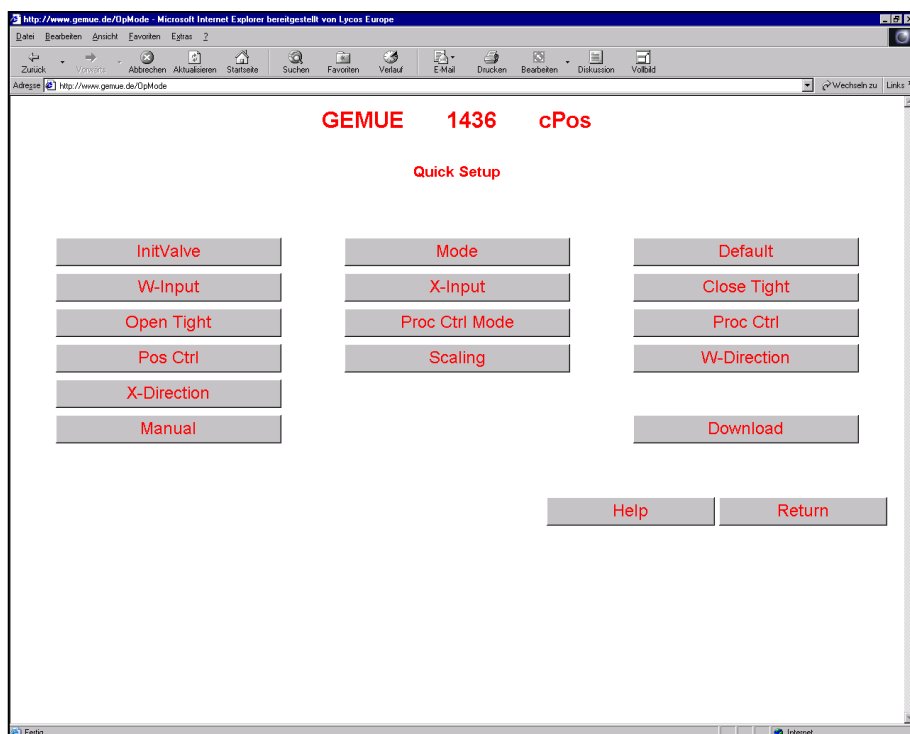 http://www.gemue.de/OpMode - Microsoft Internet Explorer bereitgestellt von Lycos Europe
Datei Bearbeiten Ansicht Favoriten Extras ?
Zurück Vorwärts Abbrechen Aktualisieren Startseite Suchen Favoriten Verlauf E-Mail Drucken Bearbeiten Diskussion Vollbild
Adresse http://www.gemue.de/OpMode Wechseln zu Links
GEMUE 1436 cPos
Quick Setup
InitValve Mode Default
W-Input X-Input Close Tight
Open Tight Proc Ctrl Mode Proc Ctrl
Pos Ctrl Scaling W-Direction
X-Direction
Manual Download
Help Return
Fertig Internet